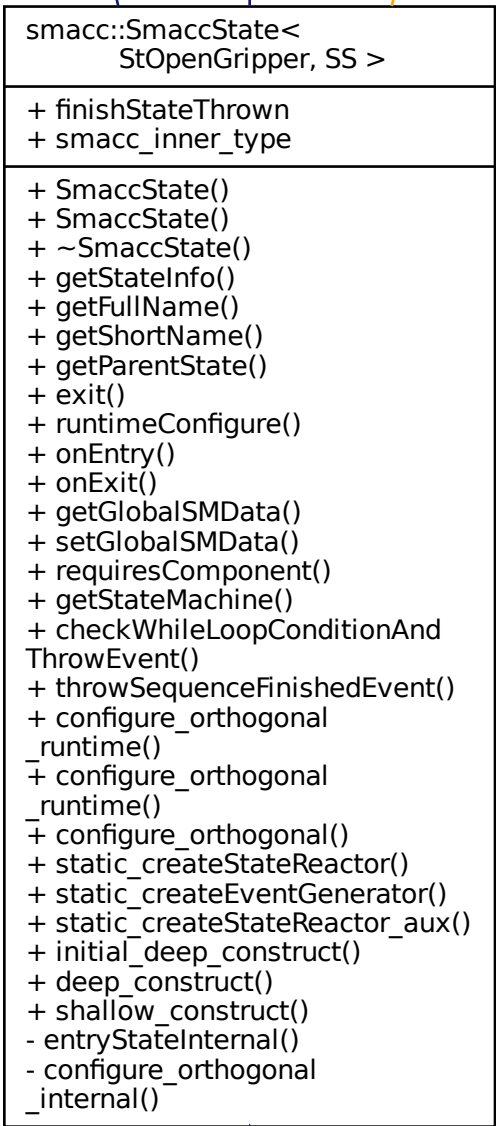 smacc::SmaccState<
StOpenGripper, SS >
+ finishStateThrown
+ smacc_inner_type
+ SmaccState()
+ SmaccState()
+ ~SmaccState()
+ getStateInfo()
+ getFullName()
+ getShortName()
+ getParentState()
+ exit()
+ runtimeConfigure()
+ onEntry()
+ onExit()
+ getGlobalSMData()
+ setGlobalSMData()
+ requiresComponent()
+ getStateMachine()
+ checkWhileLoopConditionAnd
ThrowEvent()
+ throwSequenceFinishedEvent()
+ configure_orthogonal
_runtime()
+ configure_orthogonal
_runtime()
+ configure_orthogonal()
+ static_createStateReactor()
+ static_createEventGenerator()
+ static_createStateReactor_aux()
+ initial_deep_construct()
+ deep_construct()
+ shallow_construct()
- entryStateInternal()
- configure_orthogonal
_internal()